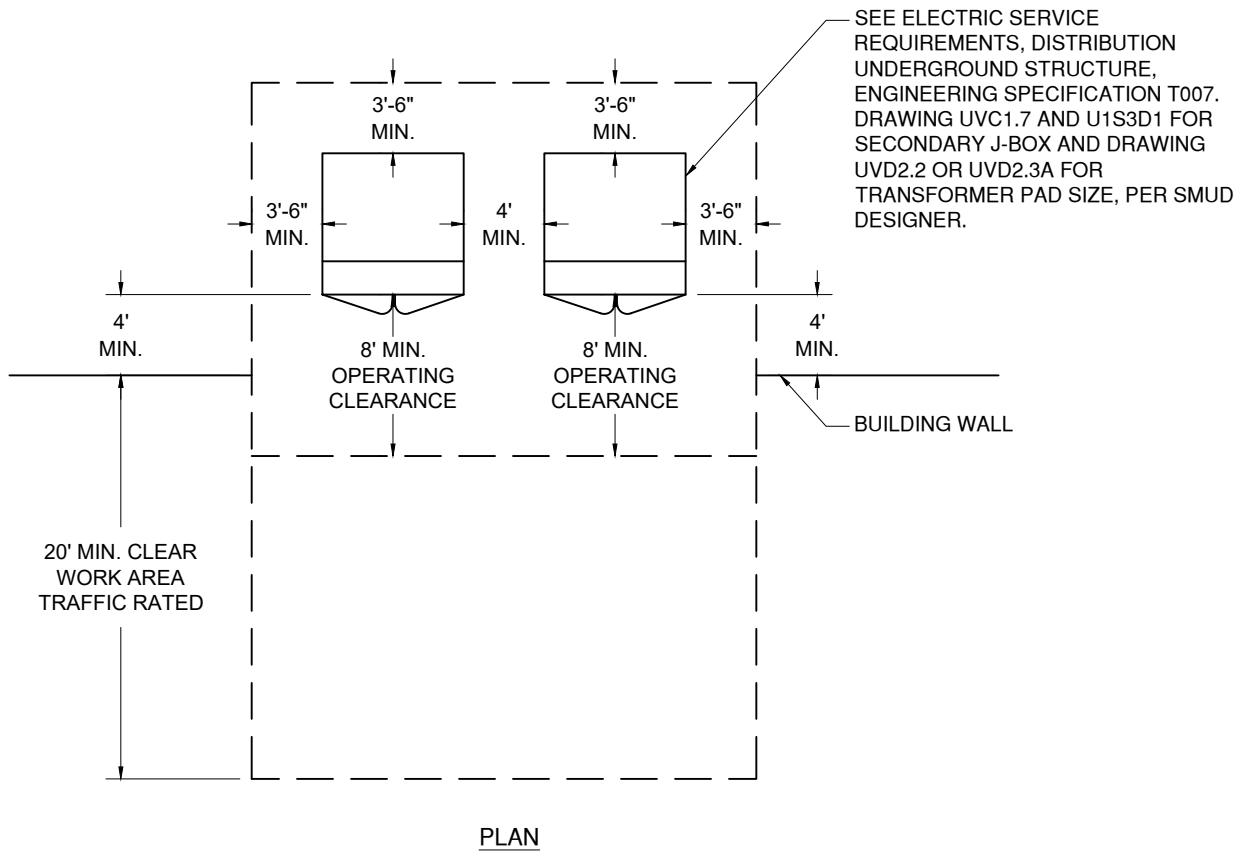 SEE ELECTRIC SERVICE
REQUIREMENTS, DISTRIBUTION
UNDERGROUND STRUCTURE,
ENGINEERING SPECIFICATION T007.
DRAWING UVC1.7 AND U1S3D1 FOR
SECONDARY J-BOX AND DRAWING
UVD2.2 OR UVD2.3A FOR
TRANSFORMER PAD SIZE, PER SMUD
DESIGNER.
3'-6"
MIN.
3'-6"
MIN.
3'-6"
MIN.
4'
MIN.
3'-6"
MIN.
4'
MIN.
8' MIN.
OPERATING
CLEARANCE
8' MIN.
OPERATING
CLEARANCE
4'
MIN.
BUILDING WALL
20' MIN. CLEAR
WORK AREA
TRAFFIC RATED
PLAN